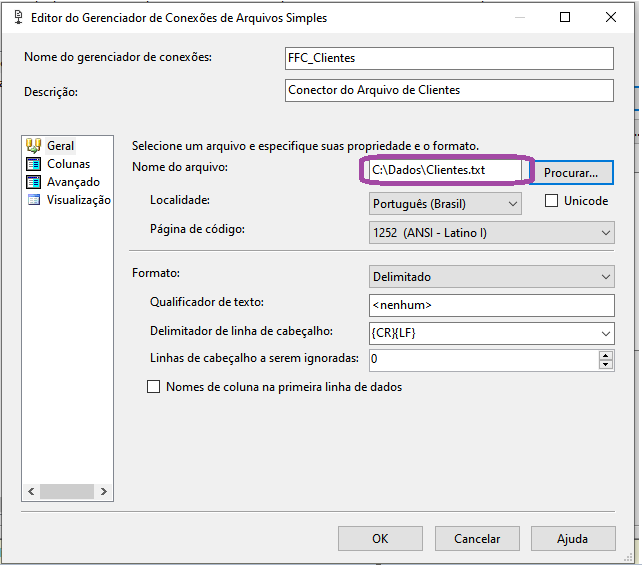 Editor do Gerenciador de Conexões de Arquivos Simples
Nome do gerenciador de conexões:
FFC_Clientes
Descrição:
Conector do Arquivo de Clientes
Geral
Colunas
Avançado
Visualização
Selecione um arquivo e especifique suas propriedade e o formato.
Nome do arquivo:
C:\Dados\Clientes.txt
Procurar...
Localidade:
Português (Brasil)
Unicode
Página de código:
1252 (ANSI - Latino I)
Formato:
Delimitado
Qualificador de texto:
<nenhum>
Delimitador de linha de cabeçalho:
{CR}{LF}
Linhas de cabeçalho a serem ignoradas:
0
Nomes de coluna na primeira linha de dados
OK
Cancelar
Ajuda